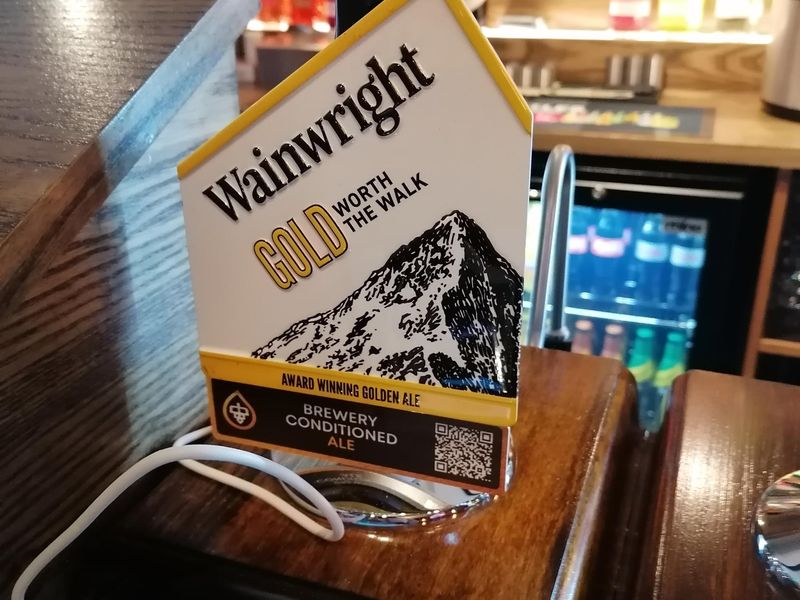 Wainwright
GOLD WORTH
THE WALK
AWARD WINNING GOLDEN ALE
BREWERY
CONDITIONED
ALE